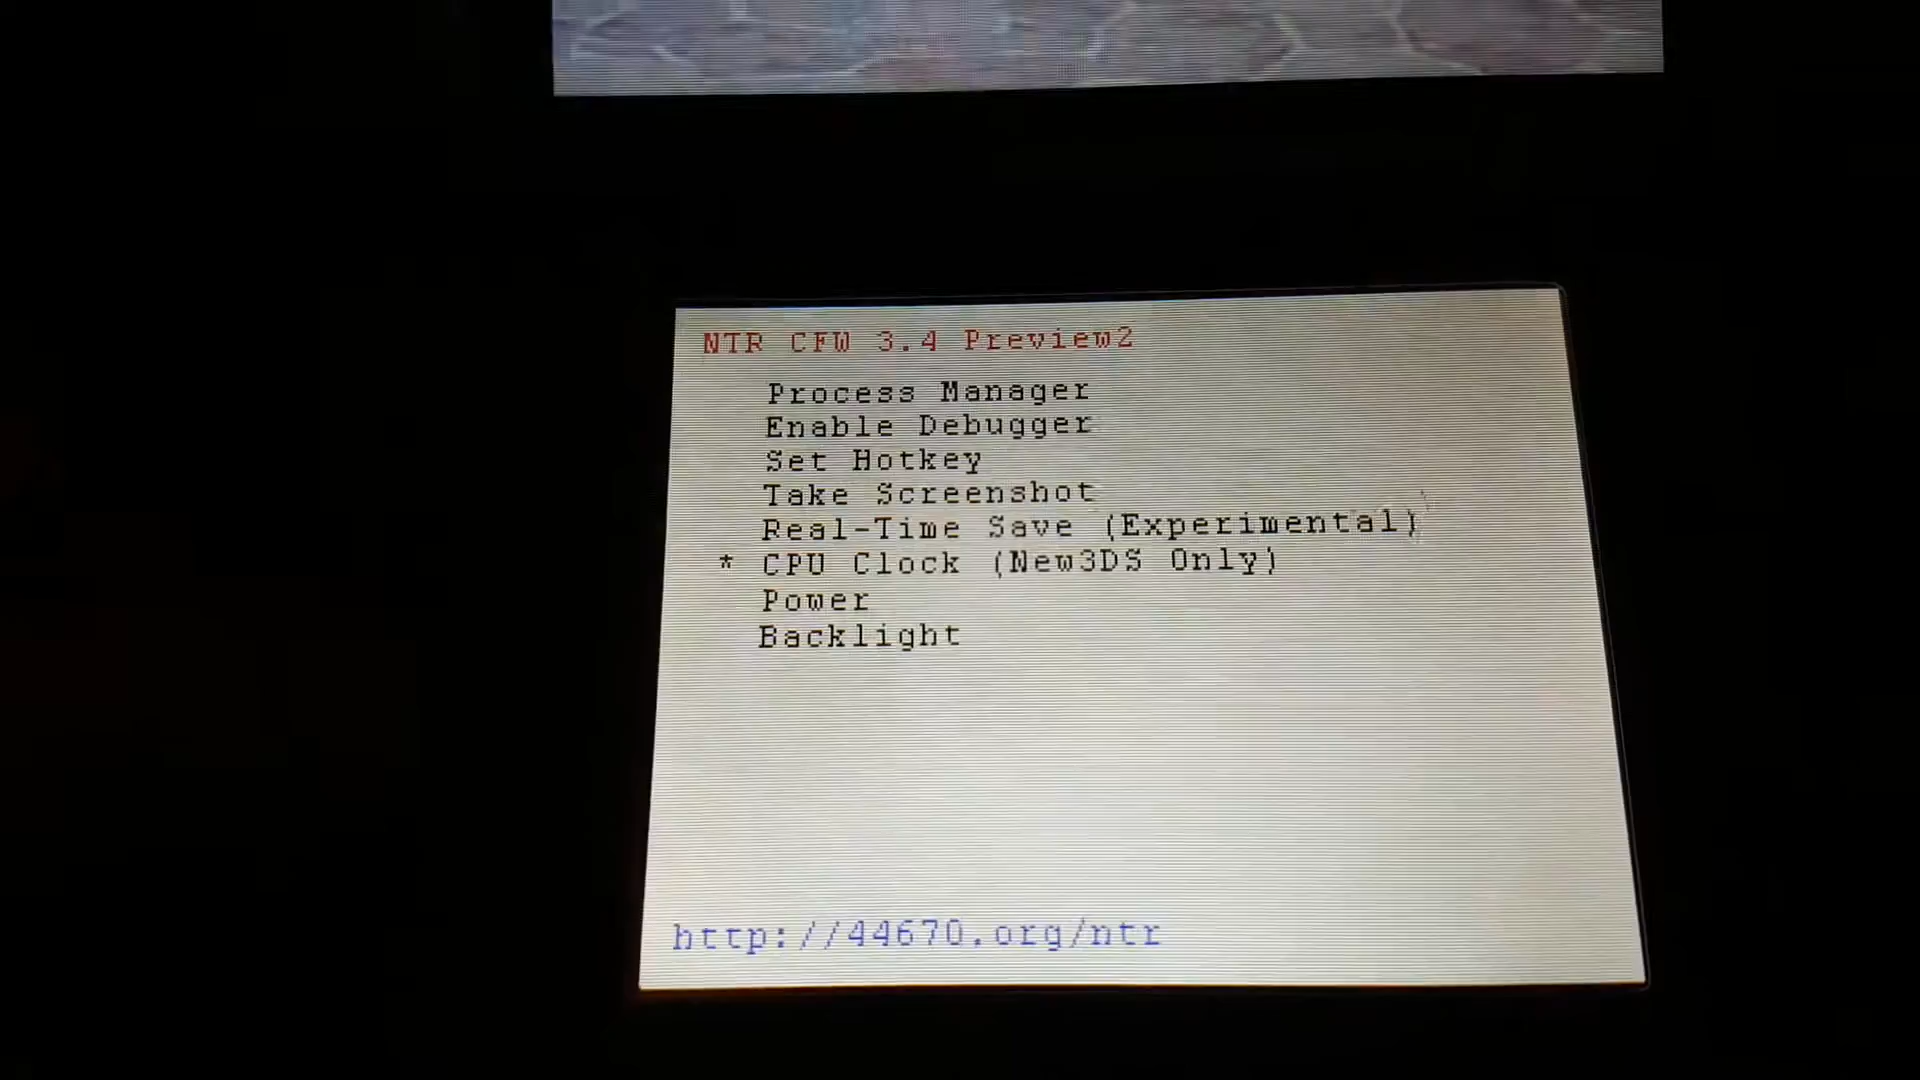 NTR CFW 3.4 Preview2
Process Manager
Enable Debugger
Set Hotkey
Take Screenshot
Real-Time Save (Experimental)
* CPU Clock (New3DS Only)
Power
Backlight
http://44670.org/ntr